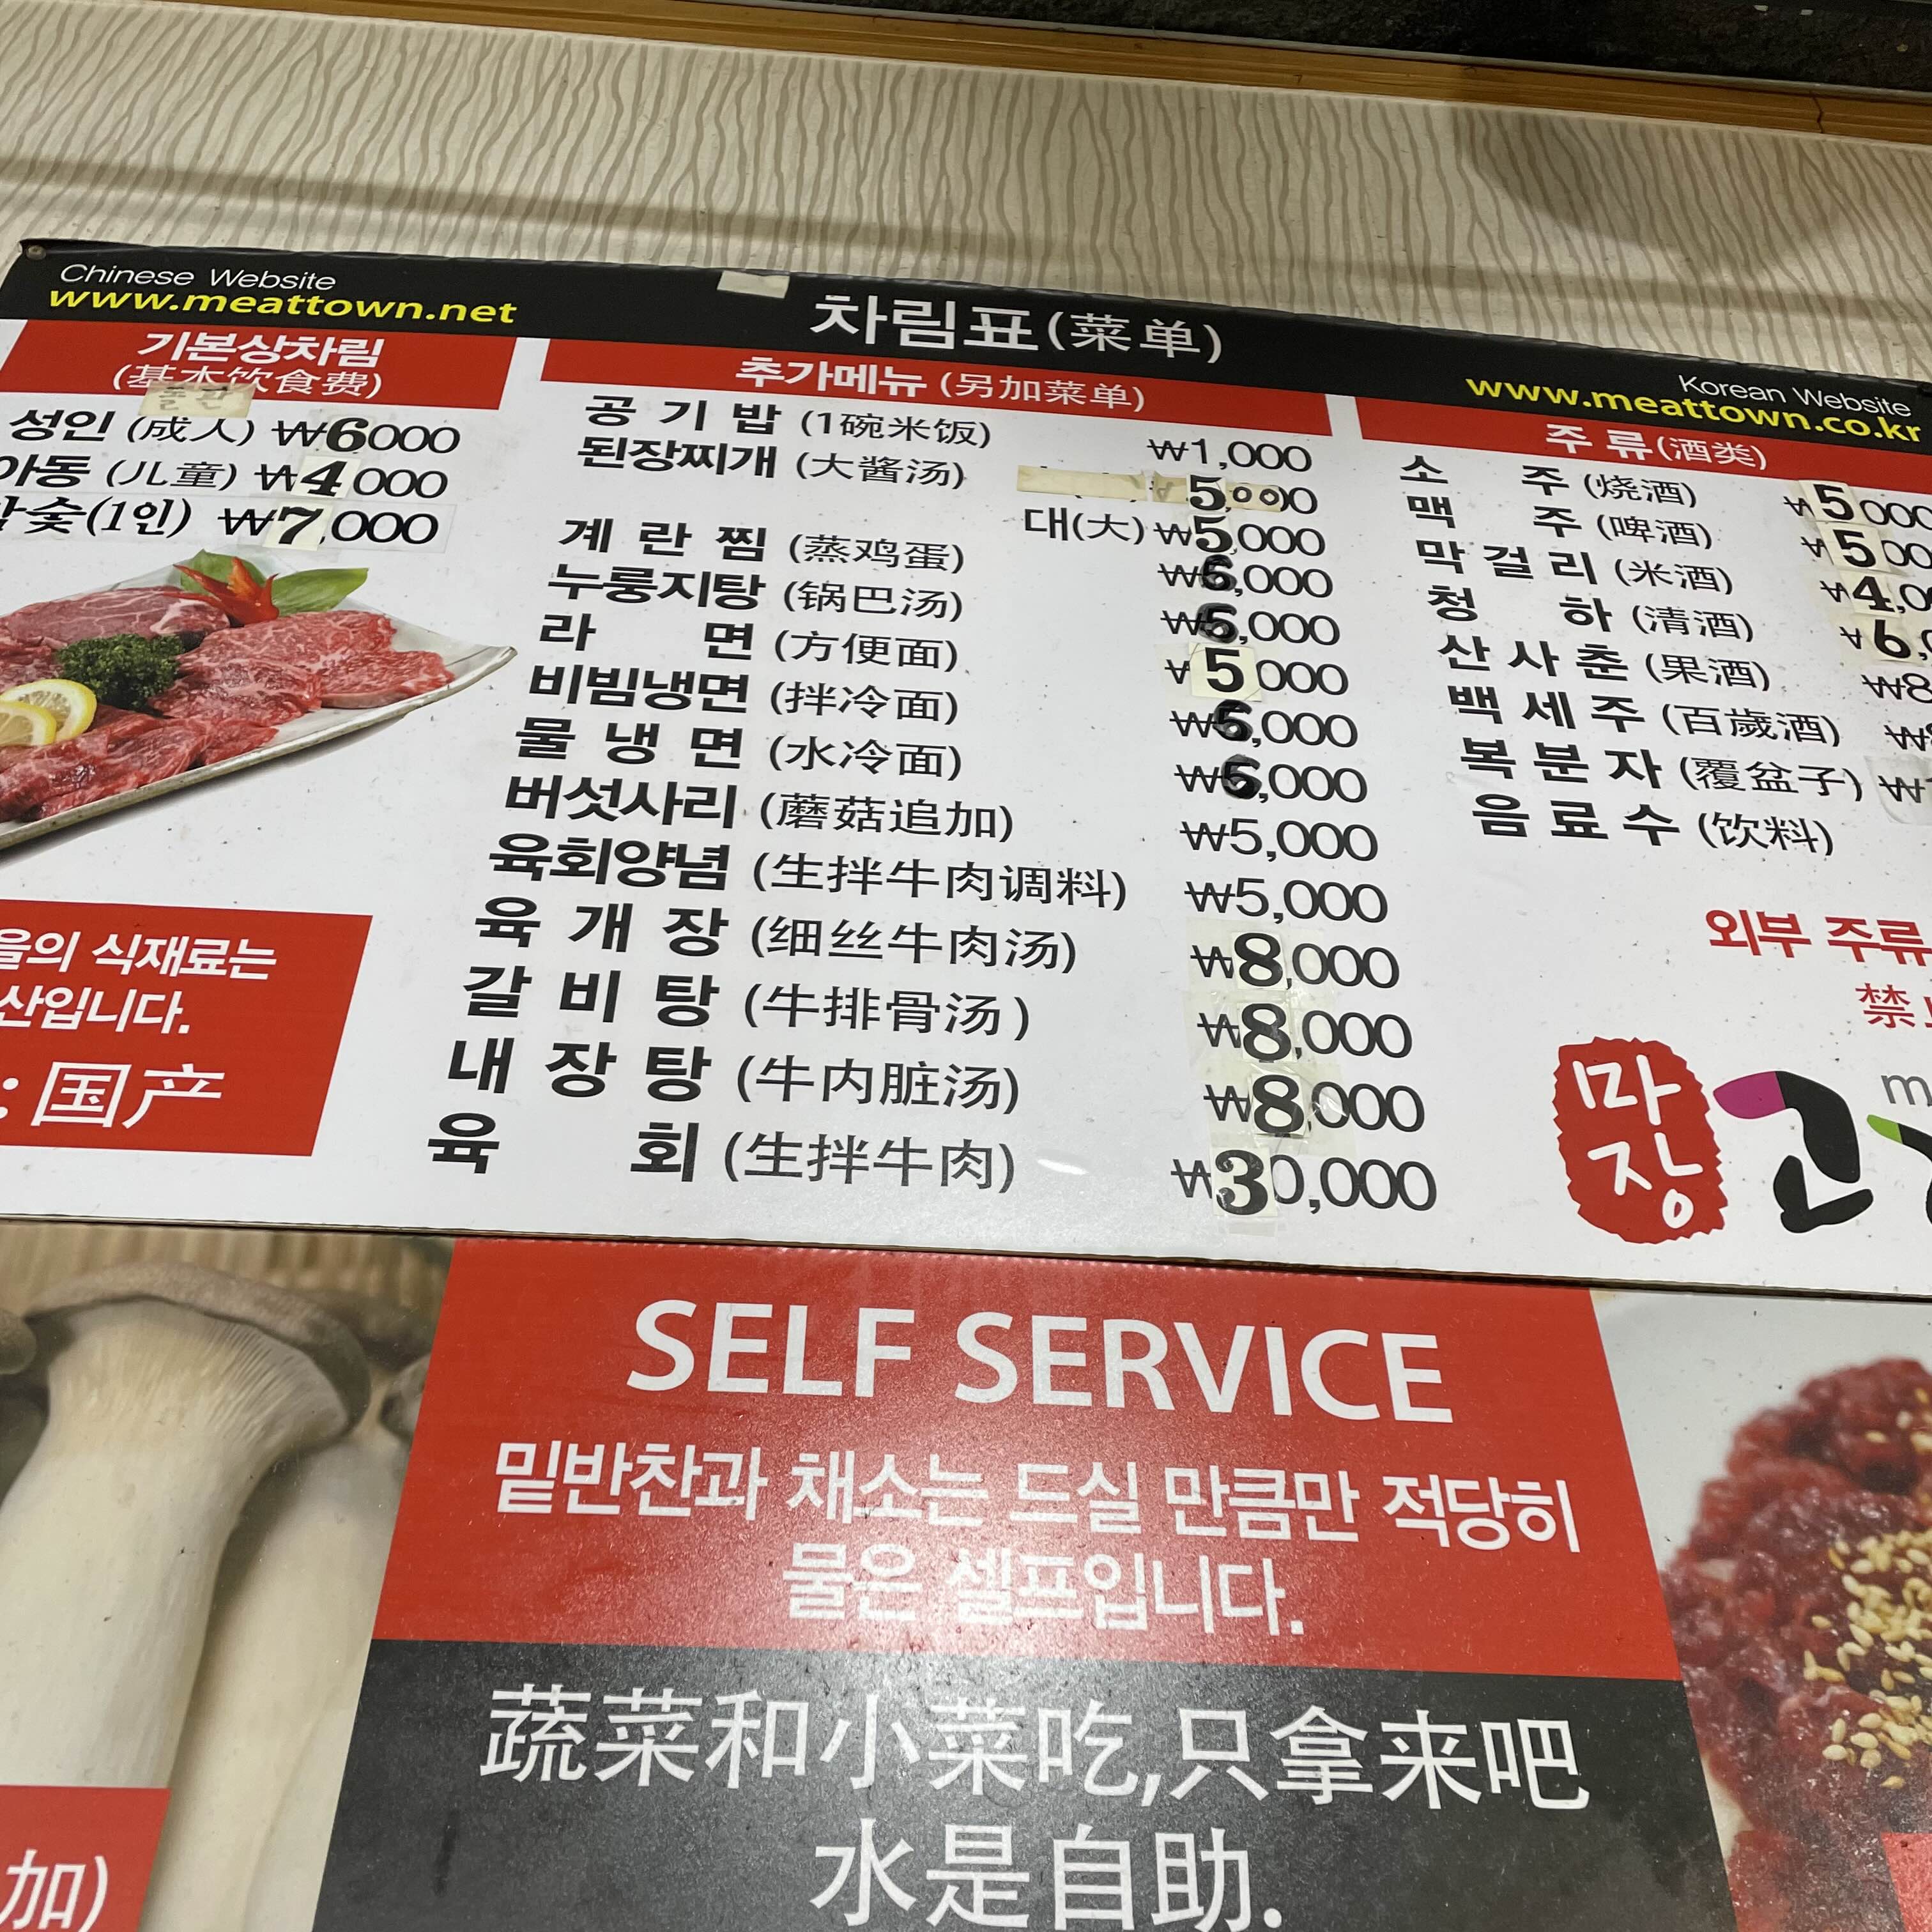 Chinese Website
www.meattown.net
차림표(菜单)
Korean Website
www.meattown.co.kr
기본상차림
(基本饮食费)
성인 (成人) ₩6000
아동 (儿童) ₩4,000
숯(1인) ₩7,000
추가메뉴 (另加菜单)
공기밥 (1碗米饭) ₩1,000
된장찌개 (大酱汤) 5,000
대(大) ₩5,000
계란찜 (蒸鸡蛋) ₩6,000
누룽지탕 (锅巴汤) ₩6,000
라면 (方便面) ₩5000
비빔냉면 (拌冷面) ₩6,000
물냉면 (水冷面) ₩6,000
버섯사리 (蘑菇追加) ₩5,000
육회양념 (生拌牛肉调料) ₩5,000
육개장 (细丝牛肉汤) ₩8,000
갈비탕 (牛排骨汤) ₩8,000
내장탕 (牛内脏汤) ₩8,000
육회 (生拌牛肉) ₩30,000
주류(酒类)
소주 (烧酒) ₩5000
맥주 (啤酒) ₩500
막걸리 (米酒) ₩4,0
청하 (清酒) ₩6,
산사춘 (果酒) ₩8
백세주 (百歲酒) ₩
복분자 (覆盆子) ₩
음료수 (饮料)
외부 주류
禁
을의 식재료는
산입니다.
: 国产
마장
고
m
SELF SERVICE
밑반찬과 채소는 드실 만큼만 적당히
물은 셀프입니다.
蔬菜和小菜吃,只拿来吧
水是自助.
加)